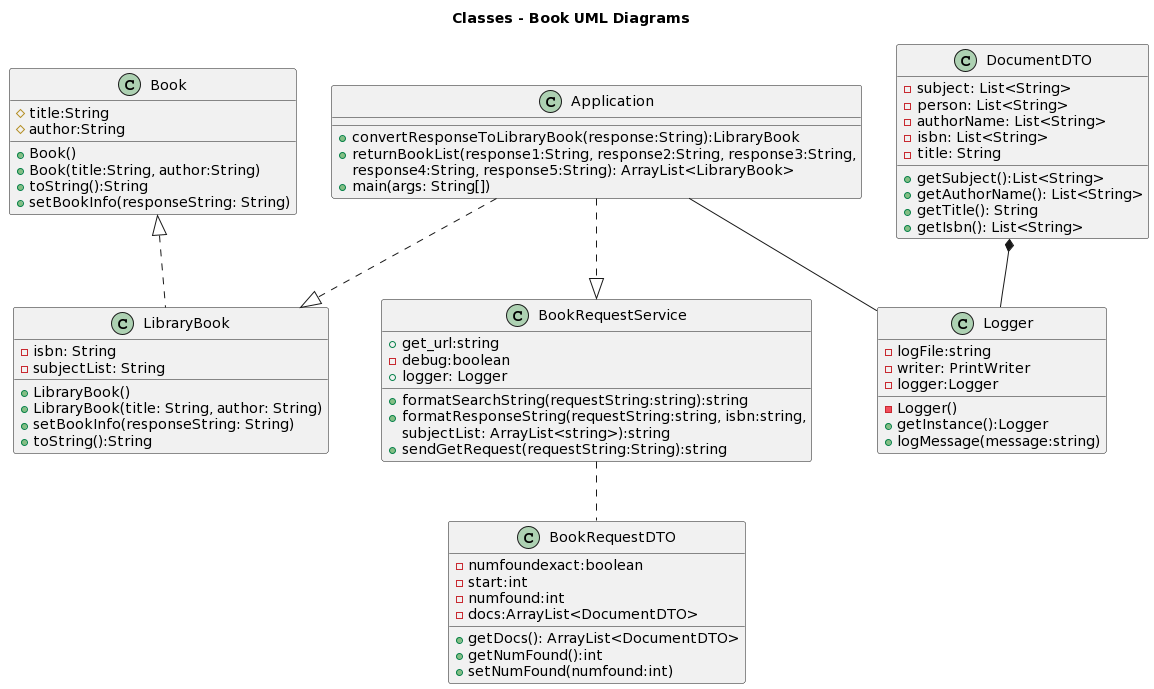 Classes - Book UML Diagrams
C Book
title:String
author:String
Book()
Book(title:String, author:String)
toString():String
setBookInfo(responseString: String)
C Application
convertResponseToLibraryBook(response:String):LibraryBook
returnBookList(response1:String, response2:String, response3:String,
response4:String, response5:String): ArrayList<LibraryBook>
main(args: String[])
C DocumentDTO
subject: List<String>
person: List<String>
authorName: List<String>
isbn: List<String>
title: String
getSubject():List<String>
getAuthorName(): List<String>
getTitle(): String
getIsbn(): List<String>
C LibraryBook
isbn: String
subjectList: String
LibraryBook()
LibraryBook(title: String, author: String)
setBookInfo(responseString: String)
toString():String
C BookRequestService
get_url:string
debug:boolean
logger: Logger
formatSearchString(requestString:string):string
formatResponseString(requestString:string, isbn:string,
subjectList: ArrayList<string>):string
sendGetRequest(requestString:String):string
C Logger
logFile:string
writer: PrintWriter
logger:Logger
Logger()
getInstance():Logger
logMessage(message:string)
C BookRequestDTO
numfoundexact:boolean
start:int
numfound:int
docs:ArrayList<DocumentDTO>
getDocs(): ArrayList<DocumentDTO>
getNumFound():int
setNumFound(numfound:int)